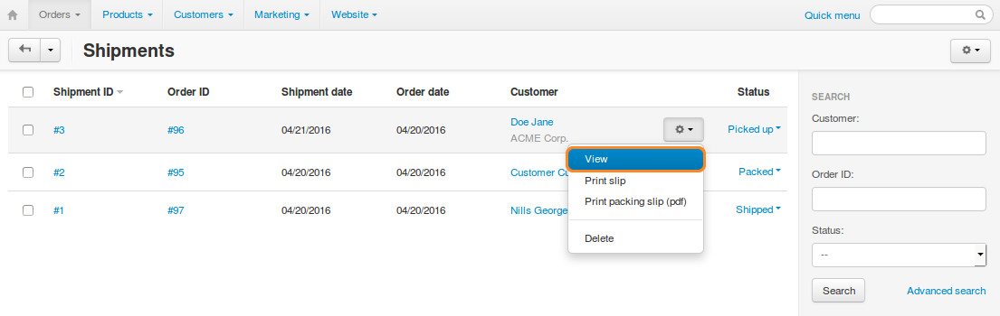 Orders Products Customers Marketing Website Quick menu
Shipments
Shipment ID Order ID Shipment date Order date Customer Status
#3 #96 04/21/2016 04/20/2016 Doe Jane Picked up
ACME Corp.
#2 #95 04/20/2016 04/20/2016 Customer Packed
#1 #97 04/20/2016 04/20/2016 Nills George Shipped
View
Print slip
Print packing slip (pdf)
Delete
SEARCH
Customer:
Order ID:
Status:
--
Search Advanced search